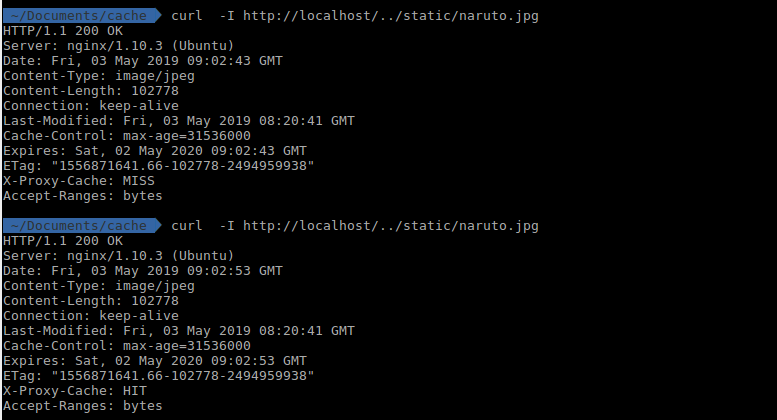 ~/Documents/cache curl  -I http://localhost/../static/naruto.jpg
HTTP/1.1 200 OK
Server: nginx/1.10.3 (Ubuntu)
Date: Fri, 03 May 2019 09:02:43 GMT
Content-Type: image/jpeg
Content-Length: 102778
Connection: keep-alive
Last-Modified: Fri, 03 May 2019 08:20:41 GMT
Cache-Control: max-age=31536000
Expires: Sat, 02 May 2020 09:02:43 GMT
ETag: "1556871641.66-102778-2494959938"
X-Proxy-Cache: MISS
Accept-Ranges: bytes
~/Documents/cache curl  -I http://localhost/../static/naruto.jpg
HTTP/1.1 200 OK
Server: nginx/1.10.3 (Ubuntu)
Date: Fri, 03 May 2019 09:02:53 GMT
Content-Type: image/jpeg
Content-Length: 102778
Connection: keep-alive
Last-Modified: Fri, 03 May 2019 08:20:41 GMT
Cache-Control: max-age=31536000
Expires: Sat, 02 May 2020 09:02:53 GMT
ETag: "1556871641.66-102778-2494959938"
X-Proxy-Cache: HIT
Accept-Ranges: bytes